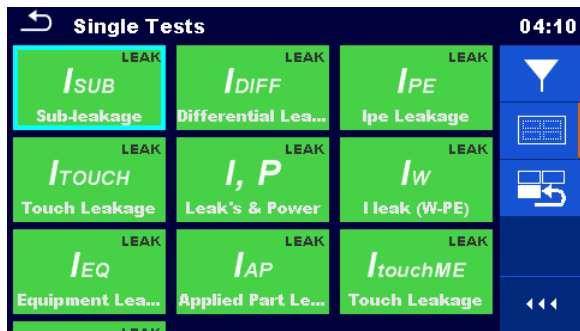 Single Tests 04:10
LEAK LEAK LEAK
ISUB IDIFF IPE
Sub-leakage Differential Lea... Ipe Leakage
LEAK LEAK LEAK
ITOUCH I, P IW
Touch Leakage Leak's & Power I leak (W-PE)
LEAK LEAK LEAK
IEQ IAP ItouchME
Equipment Lea... Applied Part Le... Touch Leakage
LEAK